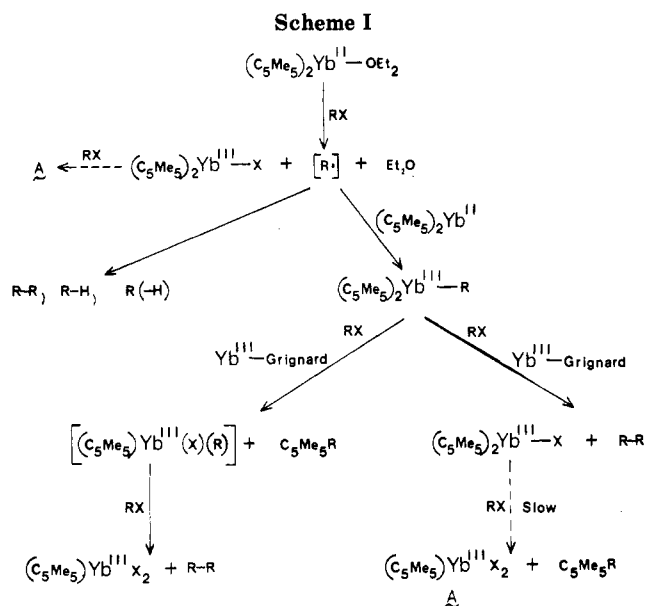 Scheme I
(C5Me5)2YbII—OEt2
RX
A RX (C5Me5)2YbIII—X + [R•] + Et2O
(C5Me5)2YbII
R-R, R-H, R(-H) (C5Me5)2YbIII—R
RX RX
YbIII—Grignard YbIII—Grignard
[(C5Me5)YbIII(X)(R)] + C5Me5R (C5Me5)2YbIII—X + R-R
RX RX Slow
(C5Me5)YbIIIX2 + R-R (C5Me5)YbIIIX2 + C5Me5R
A